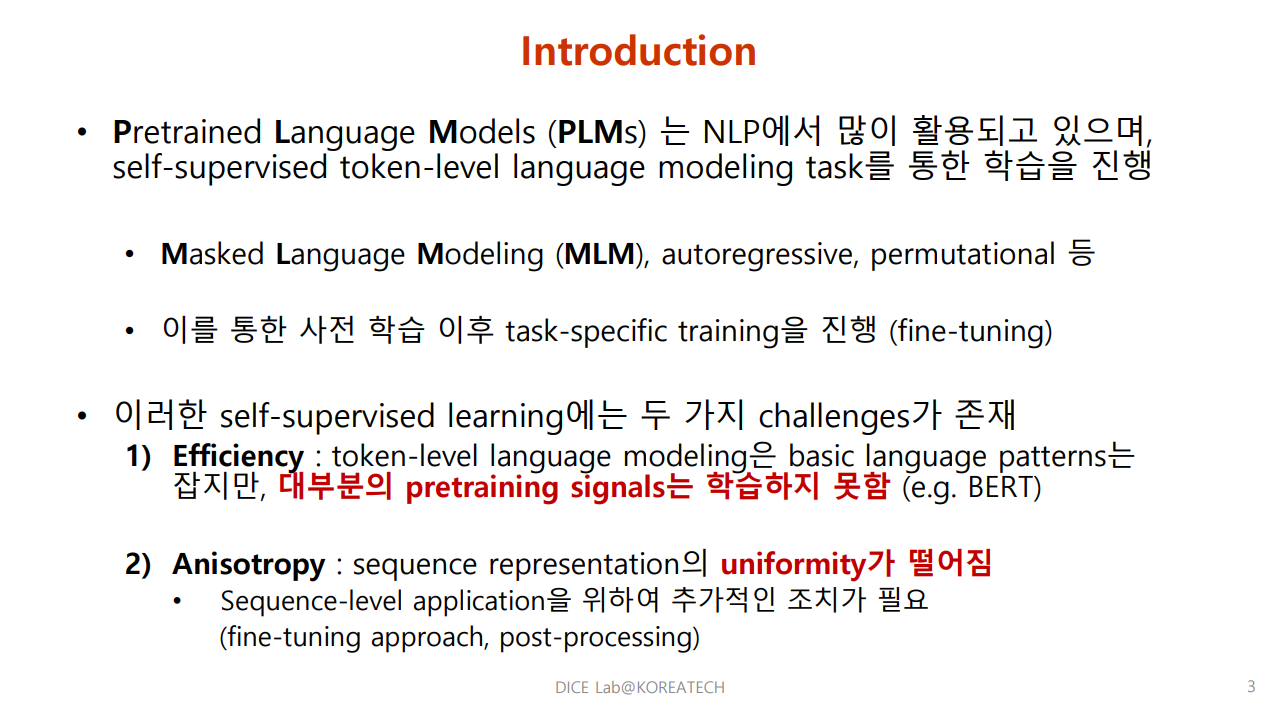 Introduction
• Pretrained Language Models (PLMs) 는 NLP에서 많이 활용되고 있으며,
self-supervised token-level language modeling task를 통한 학습을 진행
• Masked Language Modeling (MLM), autoregressive, permutational 등
• 이를 통한 사전 학습 이후 task-specific training을 진행 (fine-tuning)
• 이러한 self-supervised learning에는 두 가지 challenges가 존재
1) Efficiency : token-level language modeling은 basic language patterns는
잡지만, 대부분의 pretraining signals는 학습하지 못함 (e.g. BERT)
2) Anisotropy : sequence representation의 uniformity가 떨어짐
• Sequence-level application을 위하여 추가적인 조치가 필요
(fine-tuning approach, post-processing)
DICE Lab@KOREATECH
3